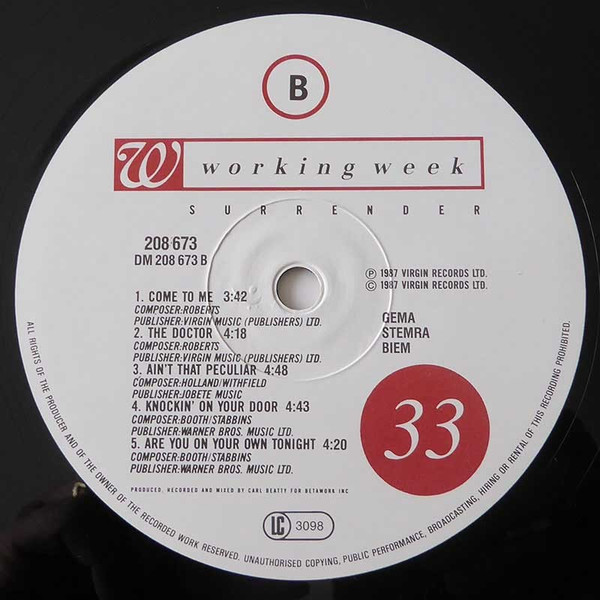 B
W working week
SURRENDER
208 673
DM 208 673 B
℗ 1987 VIRGIN RECORDS LTD.
© 1987 VIRGIN RECORDS LTD.
1. COME TO ME 3:42
COMPOSER:ROBERTS
PUBLISHER:VIRGIN MUSIC (PUBLISHERS) LTD.
2. THE DOCTOR 4:18
COMPOSER:ROBERTS
PUBLISHER:VIRGIN MUSIC (PUBLISHERS) LTD.
3. AIN'T THAT PECULIAR 4:48
COMPOSER:HOLLAND/WITHFIELD
PUBLISHER:JOBETE MUSIC
4. KNOCKIN' ON YOUR DOOR 4:43
COMPOSER:BOOTH/STABBINS
PUBLISHER:WARNER BROS. MUSIC LTD.
5. ARE YOU ON YOUR OWN TONIGHT 4:20
COMPOSER:BOOTH/STABBINS
PUBLISHER:WARNER BROS. MUSIC LTD.
GEMA
STEMRA
BIEM
33
PRODUCED, RECORDED AND MIXED BY CARL BEATTY FOR BETAWORK INC
LC 3098
ALL RIGHTS OF THE PRODUCER AND OF THE OWNER OF THE RECORDED WORK RESERVED. UNAUTHORISED COPYING, PUBLIC PERFORMANCE, BROADCASTING, HIRING OR RENTAL OF THIS RECORDING PROHIBITED.